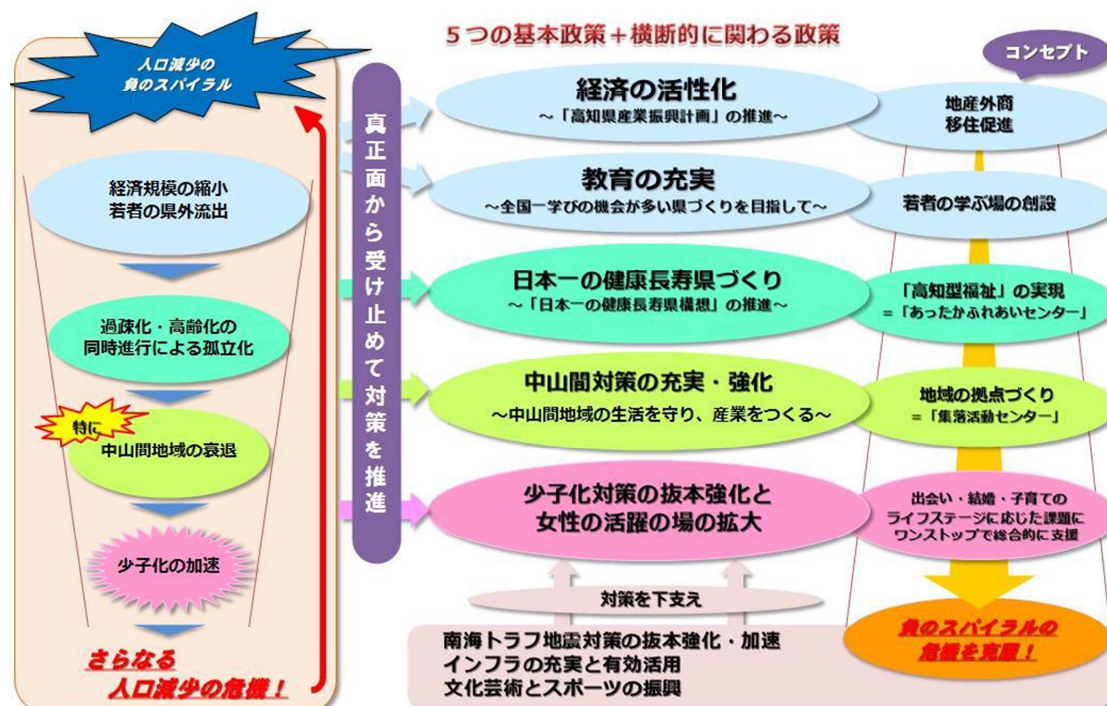 ５つの基本政策＋横断的に関わる政策
コンセプト
人口減少の
負のスパイラル
経済規模の縮小
若者の県外流出
過疎化・高齢化の
同時進行による孤立化
特に
中山間地域の衰退
少子化の加速
さらなる
人口減少の危機！
真正面から受け止めて対策を推進
経済の活性化
～「高知県産業振興計画」の推進～
地産外商
移住促進
教育の充実
～全国一学びの機会が多い県づくりを目指して～
若者の学ぶ場の創設
日本一の健康長寿県づくり
～「日本一の健康長寿県構想」の推進～
「高知型福祉」の実現
＝「あったかふれあいセンター」
中山間対策の充実・強化
～中山間地域の生活を守り、産業をつくる～
地域の拠点づくり
＝「集落活動センター」
少子化対策の抜本強化と
女性の活躍の場の拡大
出会い・結婚・子育ての
ライフステージに応じた課題に
ワンストップで総合的に支援
対策を下支え
南海トラフ地震対策の抜本強化・加速
インフラの充実と有効活用
文化芸術とスポーツの振興
負のスパイラルの
危機を克服！